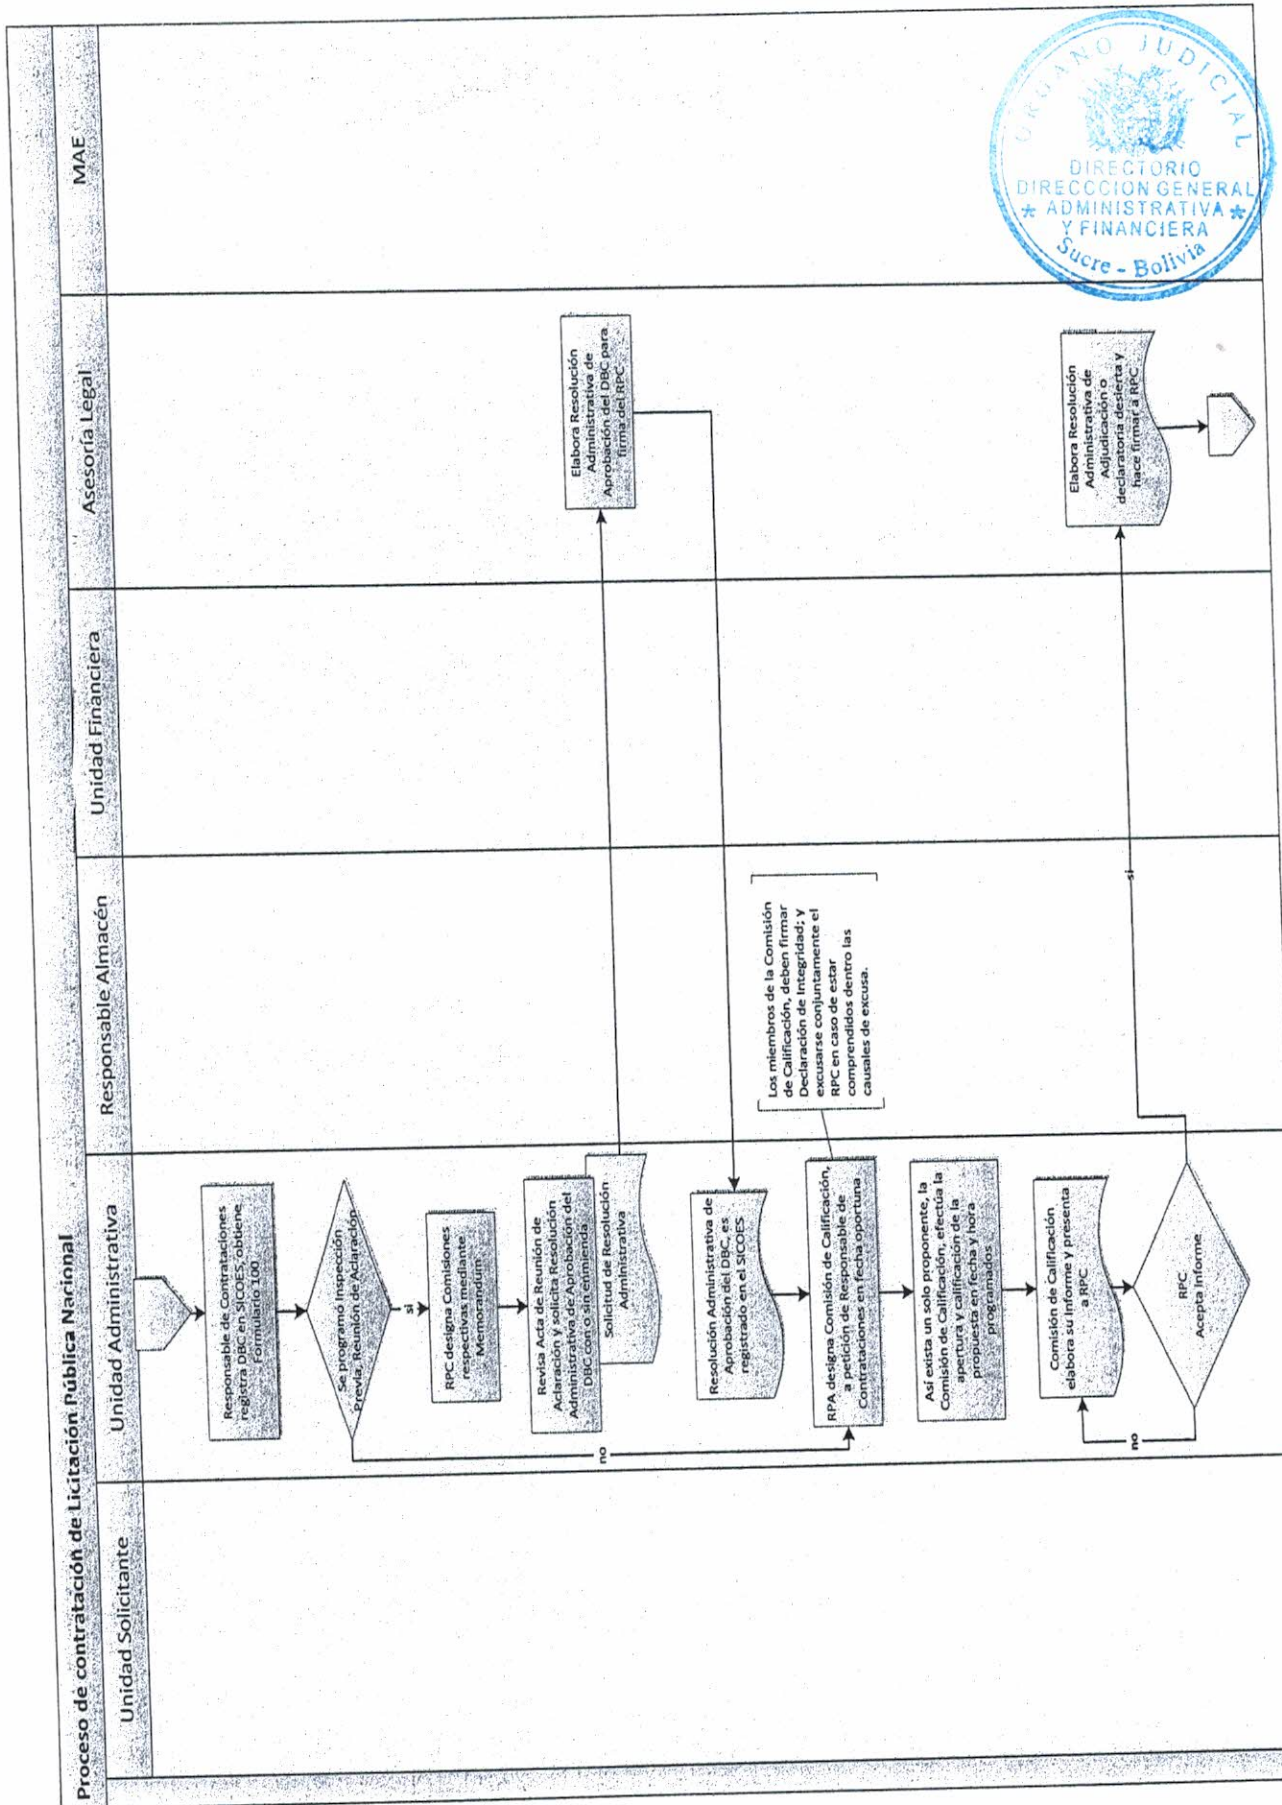 Proceso de contratación de Licitación Pública Nacional
Unidad Solicitante
Unidad Administrativa
Responsable Almacén
Unidad Financiera
Asesoría Legal
MAE
Responsable de Contrataciones
registra DBC en SICOES, obtiene
Formulario 100
Se programó Inspección
Previa, Reunión de Aclaración
si
no
RPC designa Comisiones
respectivas mediante
Memorandum
Revisa Acta de Reunión de
Aclaración y solicita Resolución
Administrativa de Aprobación del
DBC con o sin enmienda
Solicitud de Resolución
Administrativa
Elabora Resolución
Administrativa de
Aprobación del DBC para
firma del RPC
Resolución Administrativa de
Aprobación del DBC, es
registrado en el SICOES
RPA designa Comisión de Calificación,
a petición de Responsable de
Contrataciones en fecha oportuna
Los miembros de la Comisión
de Calificación, deben firmar
Declaración de Integridad; y
excusarse conjuntamente el
RPC en caso de estar
comprendidos dentro las
causales de excusa.
Así exista un solo proponente, la
Comisión de Calificación, efectúa la
apertura y calificación de la
propuesta en fecha y hora
programados
Comisión de Calificación
elabora su Informe y presenta
a RPC
RPC
Acepta Informe
no
si
Elabora Resolución
Administrativa de
Adjudicación o
declaratoria desierta y
hace firmar a RPC
ORGANO JUDICIAL
DIRECTORIO
DIRECCCION GENERAL
* ADMINISTRATIVA *
Y FINANCIERA
Sucre - Bolivia